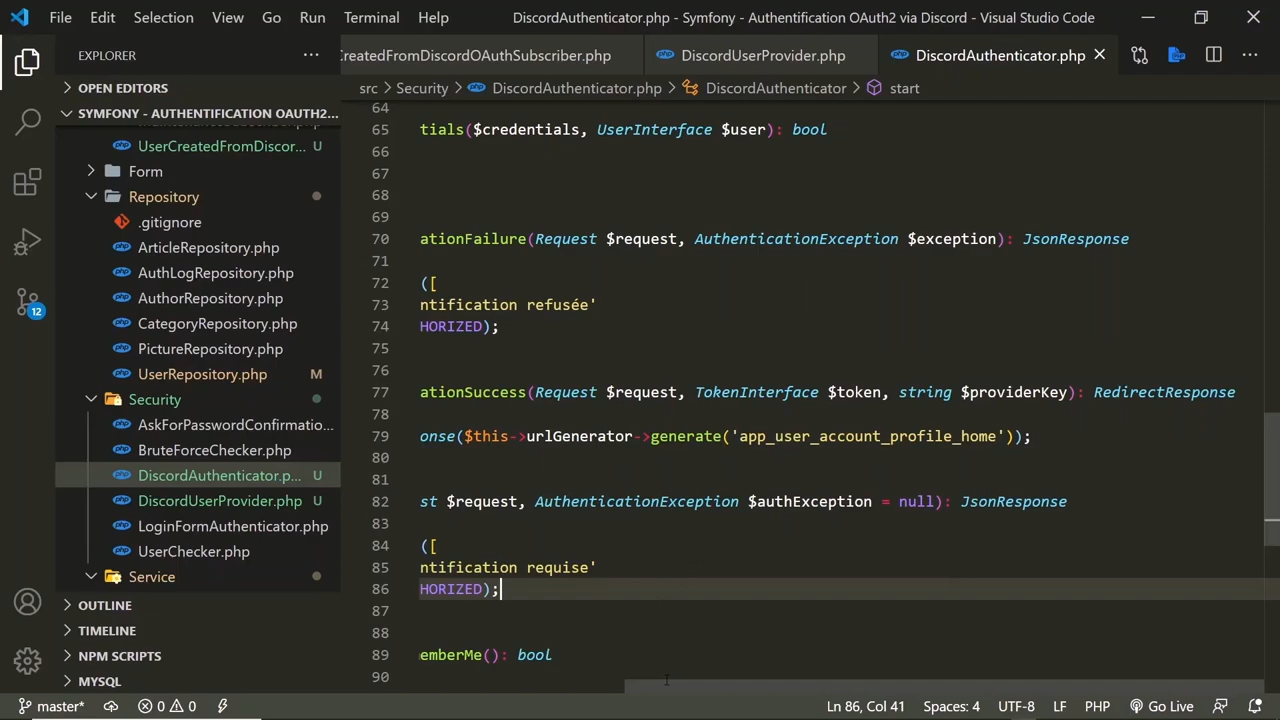 File Edit Selection View Go Run Terminal Help DiscordAuthenticator.php - Symfony - Authentification OAuth2 via Discord - Visual Studio Code
EXPLORER ··· CreatedFromDiscordOAuthSubscriber.php DiscordUserProvider.php DiscordAuthenticator.php
OPEN EDITORS
src > Security > DiscordAuthenticator.php > DiscordAuthenticator > start
SYMFONY - AUTHENTIFICATION OAUTH2...
UserCreatedFromDiscor... U
Form
Repository
.gitignore
ArticleRepository.php
AuthLogRepository.php
AuthorRepository.php
CategoryRepository.php
PictureRepository.php
UserRepository.php M
Security
AskForPasswordConfirmatio...
BruteForceChecker.php
DiscordAuthenticator.p... U
DiscordUserProvider.php U
LoginFormAuthenticator.php
UserChecker.php
Service
OUTLINE
TIMELINE
NPM SCRIPTS
MYSQL
12
64
65 tials($credentials, UserInterface $user): bool
66
67
68
69
70 ationFailure(Request $request, AuthenticationException $exception): JsonResponse
71
72 ([
73 ntification refusée'
74 HORIZED);
75
76
77 ationSuccess(Request $request, TokenInterface $token, string $providerKey): RedirectResponse
78
79 onse($this->urlGenerator->generate('app_user_account_profile_home'));
80
81
82 st $request, AuthenticationException $authException = null): JsonResponse
83
84 ([
85 ntification requise'
86 HORIZED);
87
88
89 emberMe(): bool
90
master* 0 0 Ln 86, Col 41 Spaces: 4 UTF-8 LF PHP Go Live